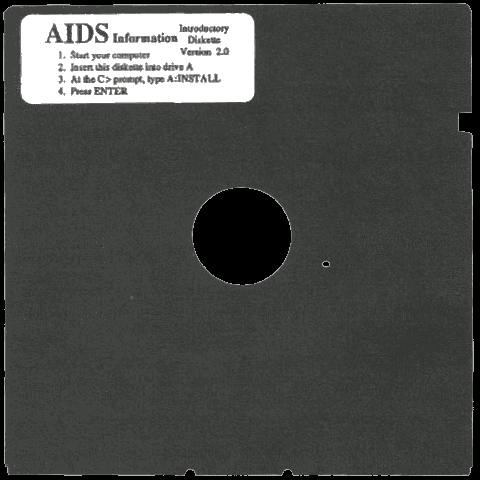 AIDS Information Introductory Diskette Version 2.0
1. Start your computer
2. Insert this diskette into drive A
3. At the C> prompt, type A:INSTALL
4. Press ENTER